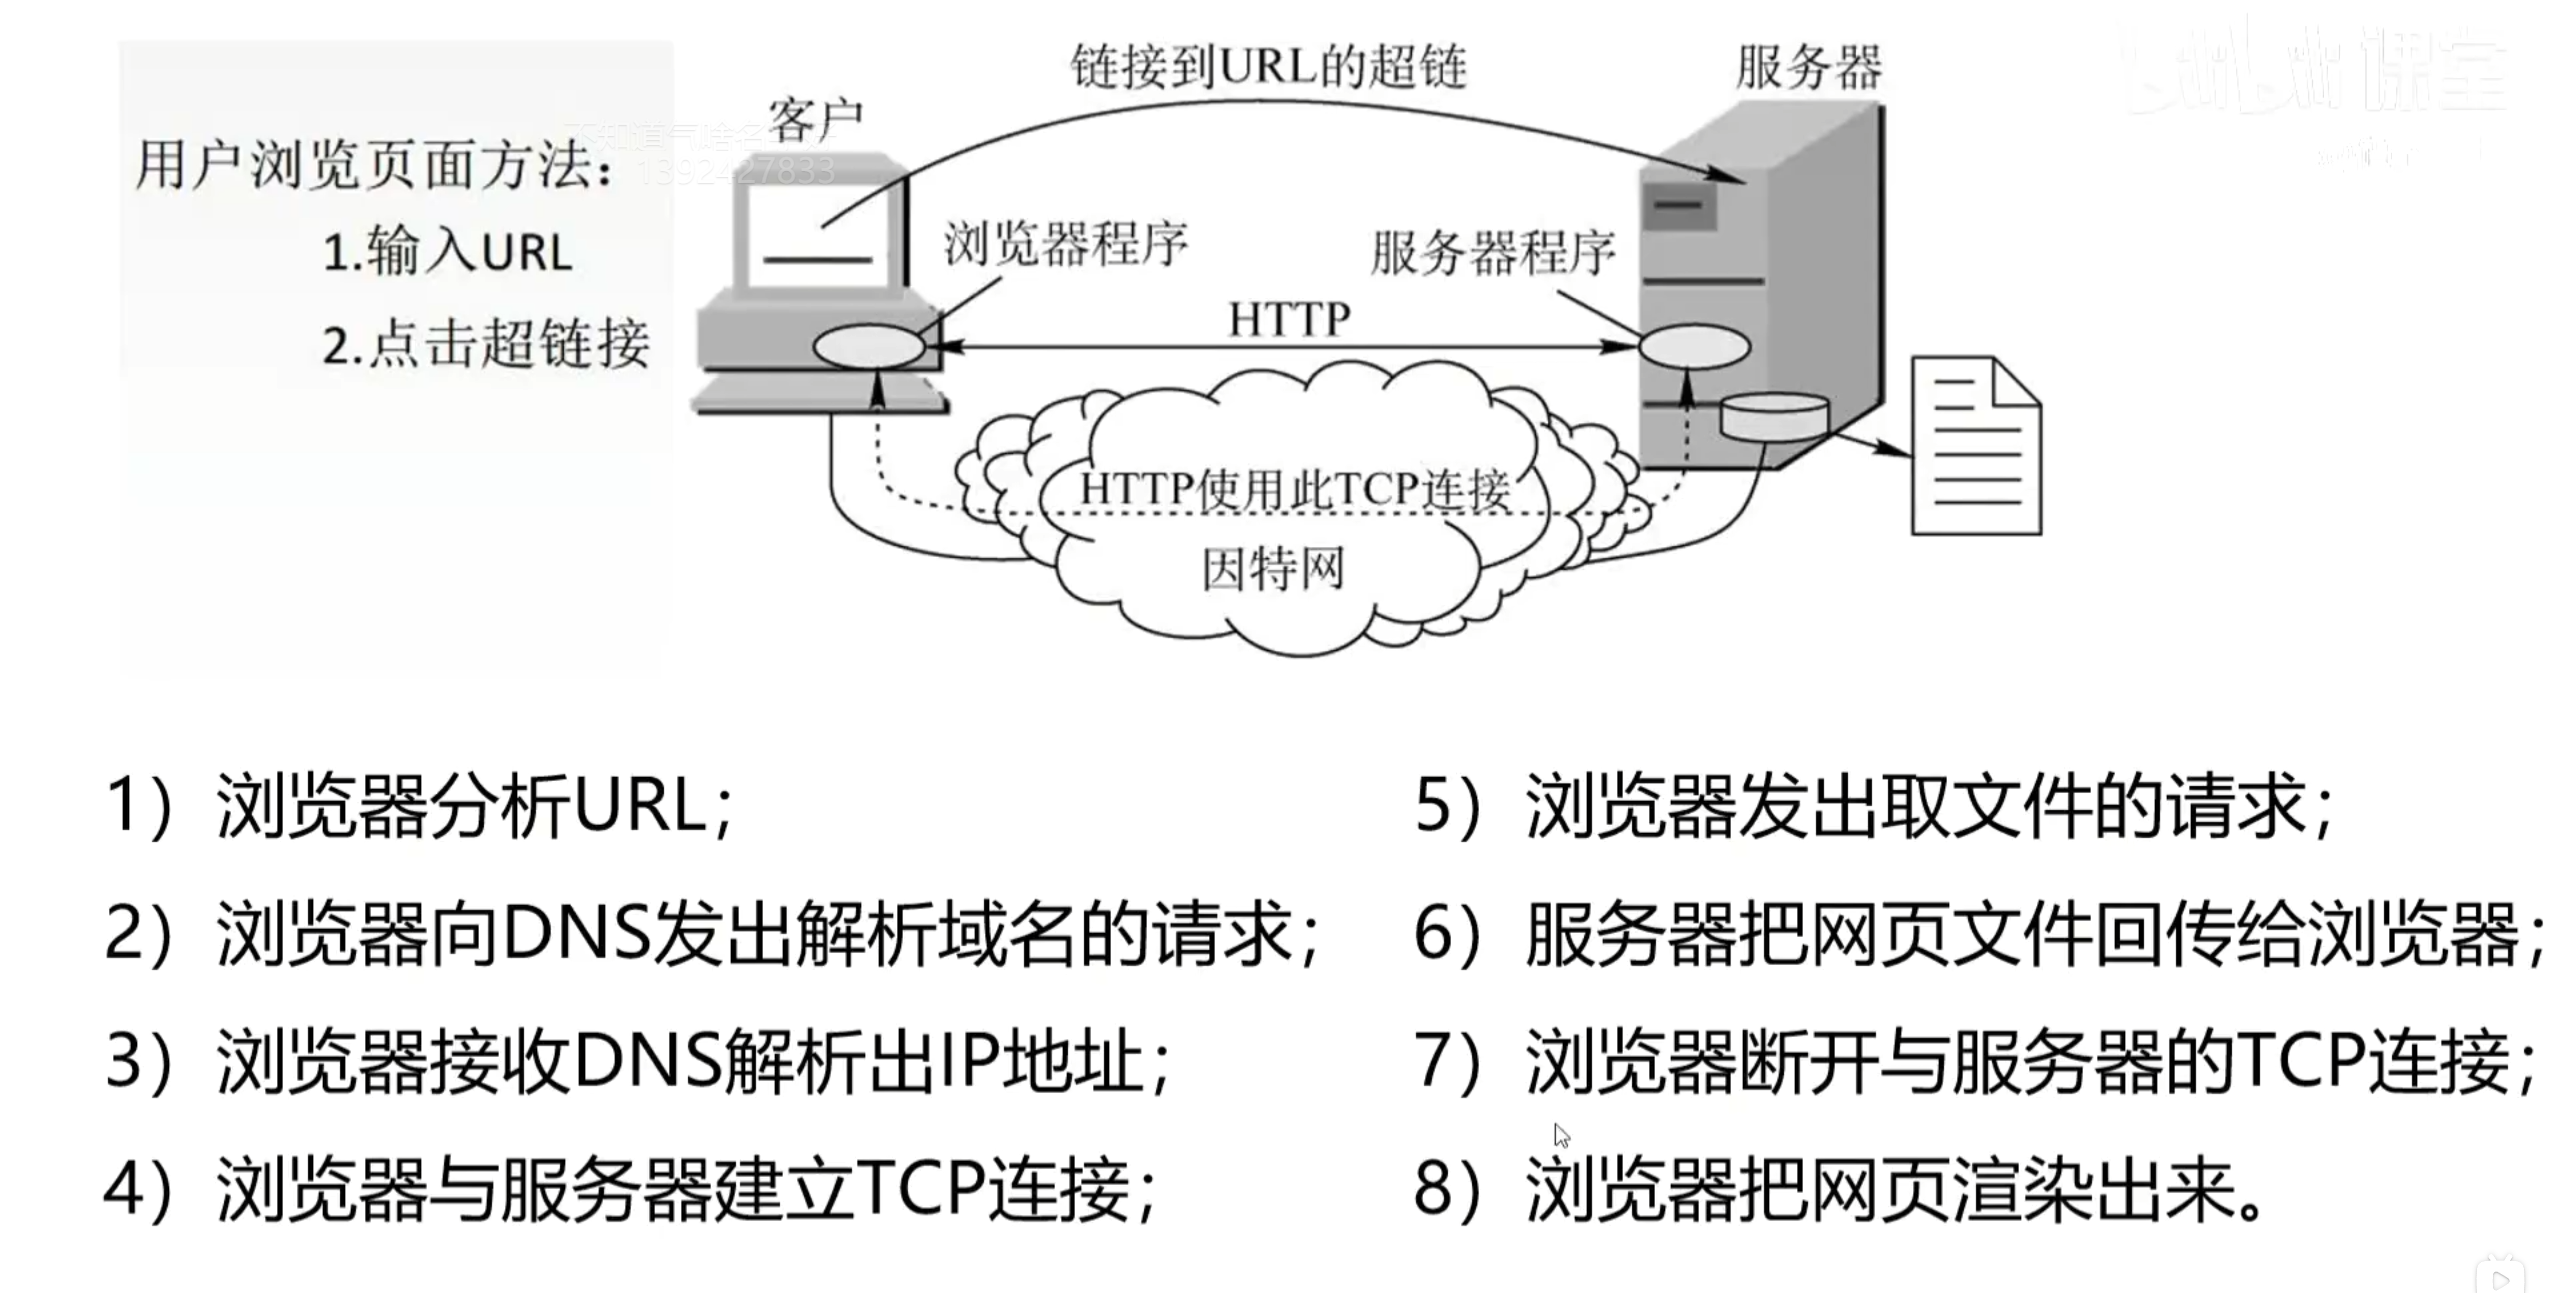 链接到URL的超链
服务器
客户
用户浏览页面方法：
1392427833
1.输入URL
浏览器程序
服务器程序
2.点击超链接
HTTP
HTTP使用此TCP连接
因特网
1）浏览器分析URL；
2）浏览器向DNS发出解析域名的请求；
3）浏览器接收DNS解析出IP地址；
4）浏览器与服务器建立TCP连接；
5）浏览器发出取文件的请求；
6）服务器把网页文件回传给浏览器；
7）浏览器断开与服务器的TCP连接；
8）浏览器把网页渲染出来。
课堂